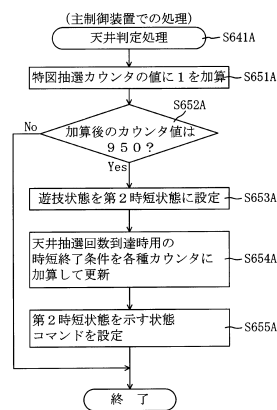 (主制御装置での処理)
天井判定処理
S641A
特図抽選カウンタの値に1を加算
S651A
S652A
加算後のカウンタ値は
950?
No
Yes
遊技状態を第2時短状態に設定
S653A
天井抽選回数到達時用の
時短終了条件を各種カウンタに
加算して更新
S654A
第2時短状態を示す状態
コマンドを設定
S655A
終 了